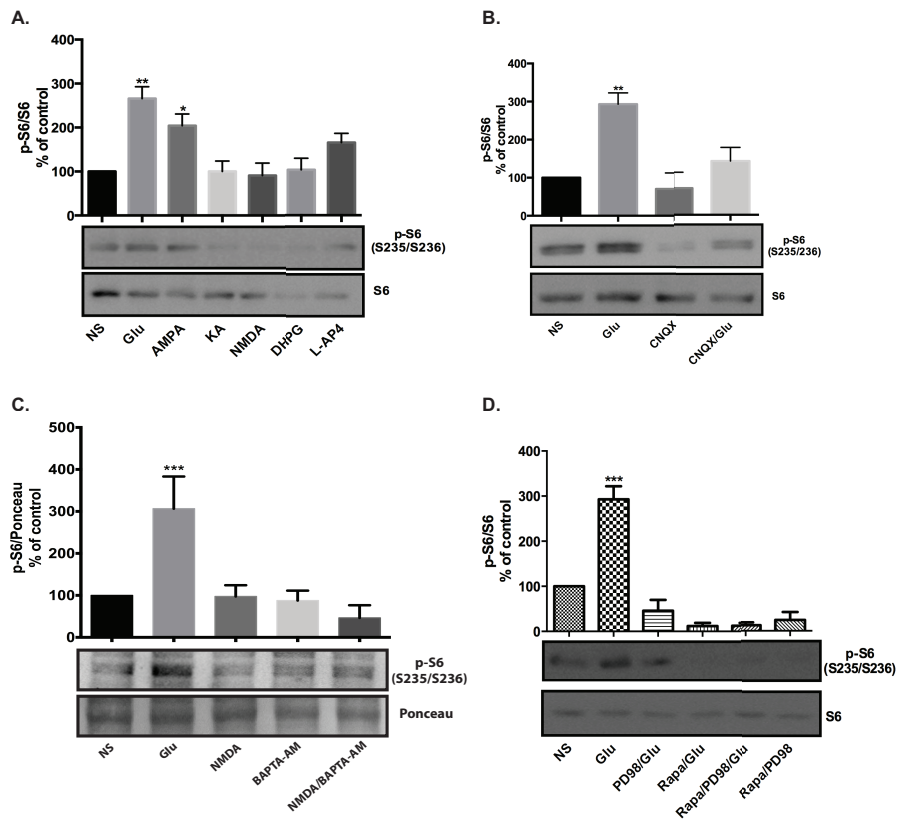 A.
p-S6/S6
% of control
400
300
200
100
0
**
*
p-S6
(S235/S236)
S6
NS
Glu
AMPA
KA
NMDA
DHPG
L-AP4
B.
p-S6/S6
% of control
400
300
200
100
0
**
p-S6
(S235/236)
S6
NS
Glu
CNQX
CNQX/Glu
C.
p-S6/Ponceau
% of control
500
400
300
200
100
0
***
p-S6
(S235/S236)
Ponceau
NS
Glu
NMDA
BAPTA-AM
NMDA/BAPTA-AM
D.
p-S6/S6
% of control
400
300
200
100
0
***
p-S6
(S235/S236)
S6
NS
Glu
PD98/Glu
Rapa/Glu
Rapa/PD98/Glu
Rapa/PD98